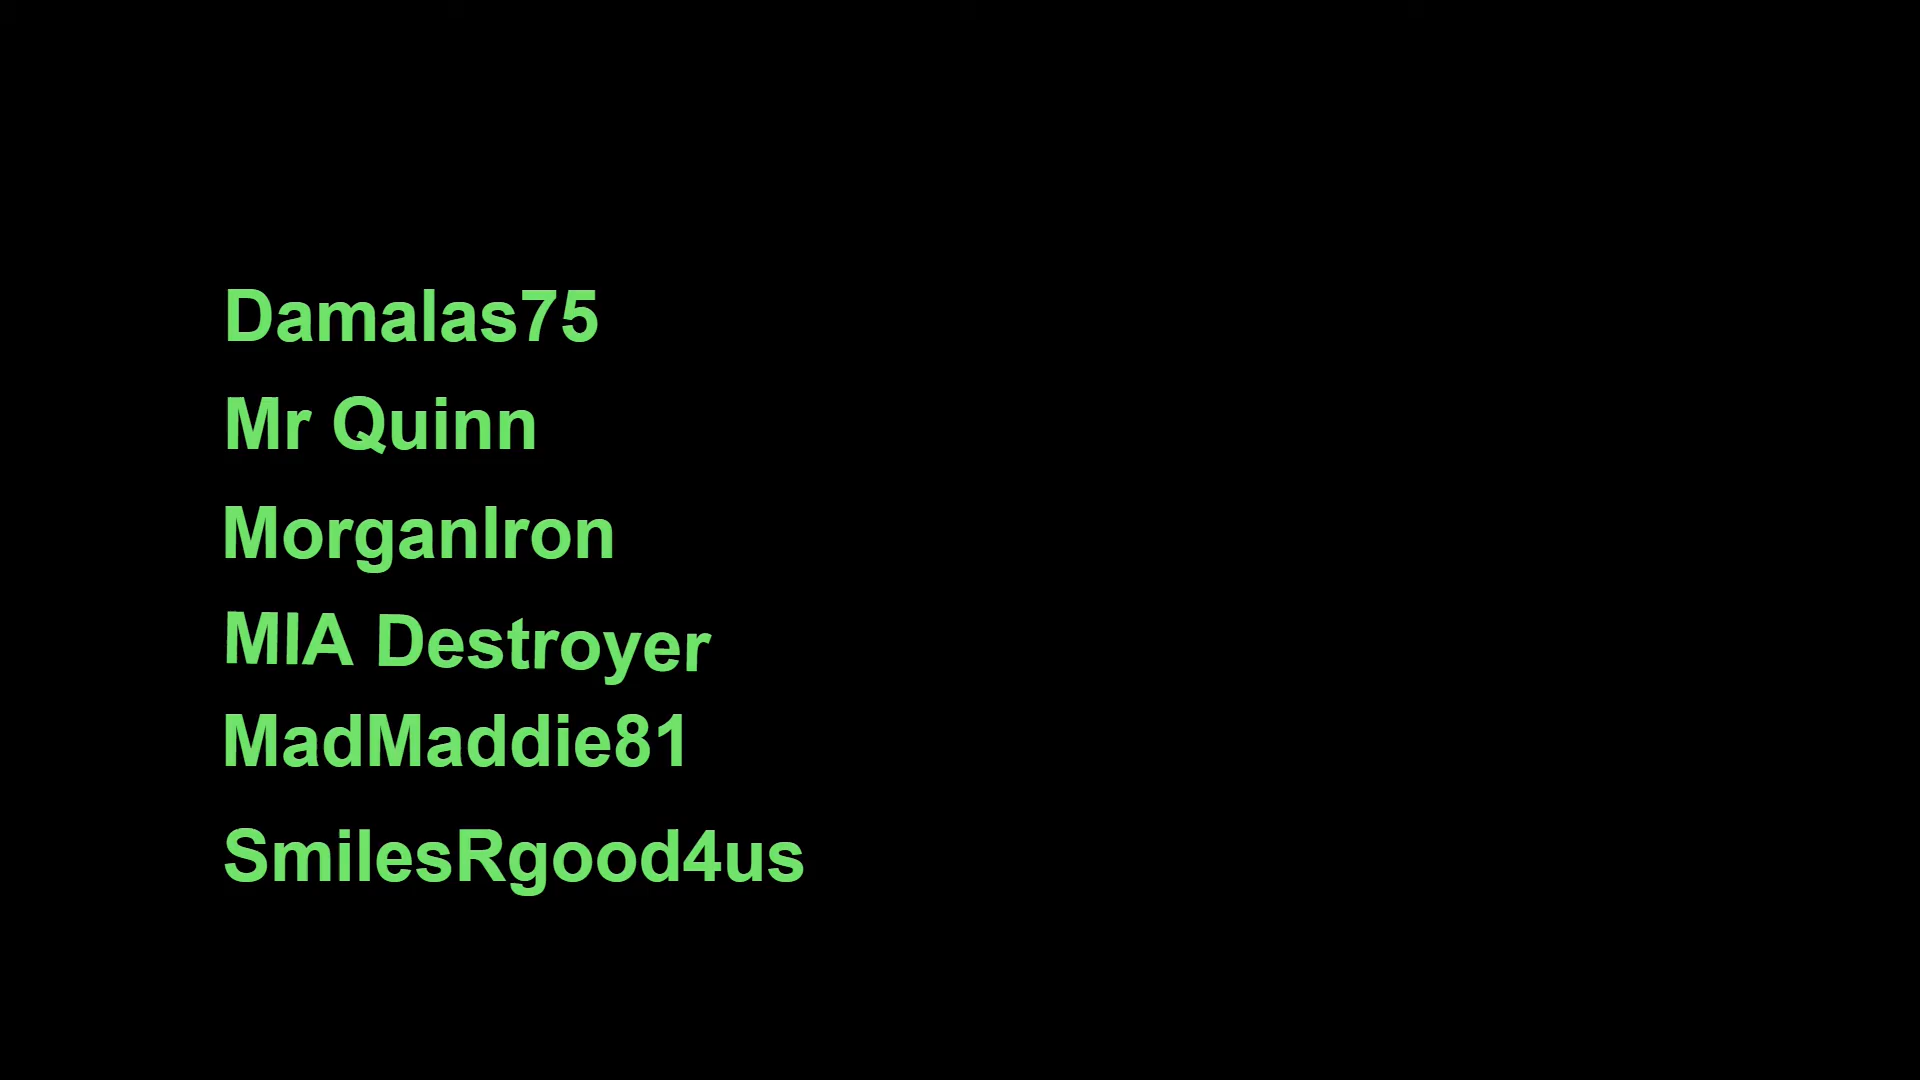 Damalas75
Mr Quinn
MorganIron
MIA Destroyer
MadMaddie81
SmilesRgood4us